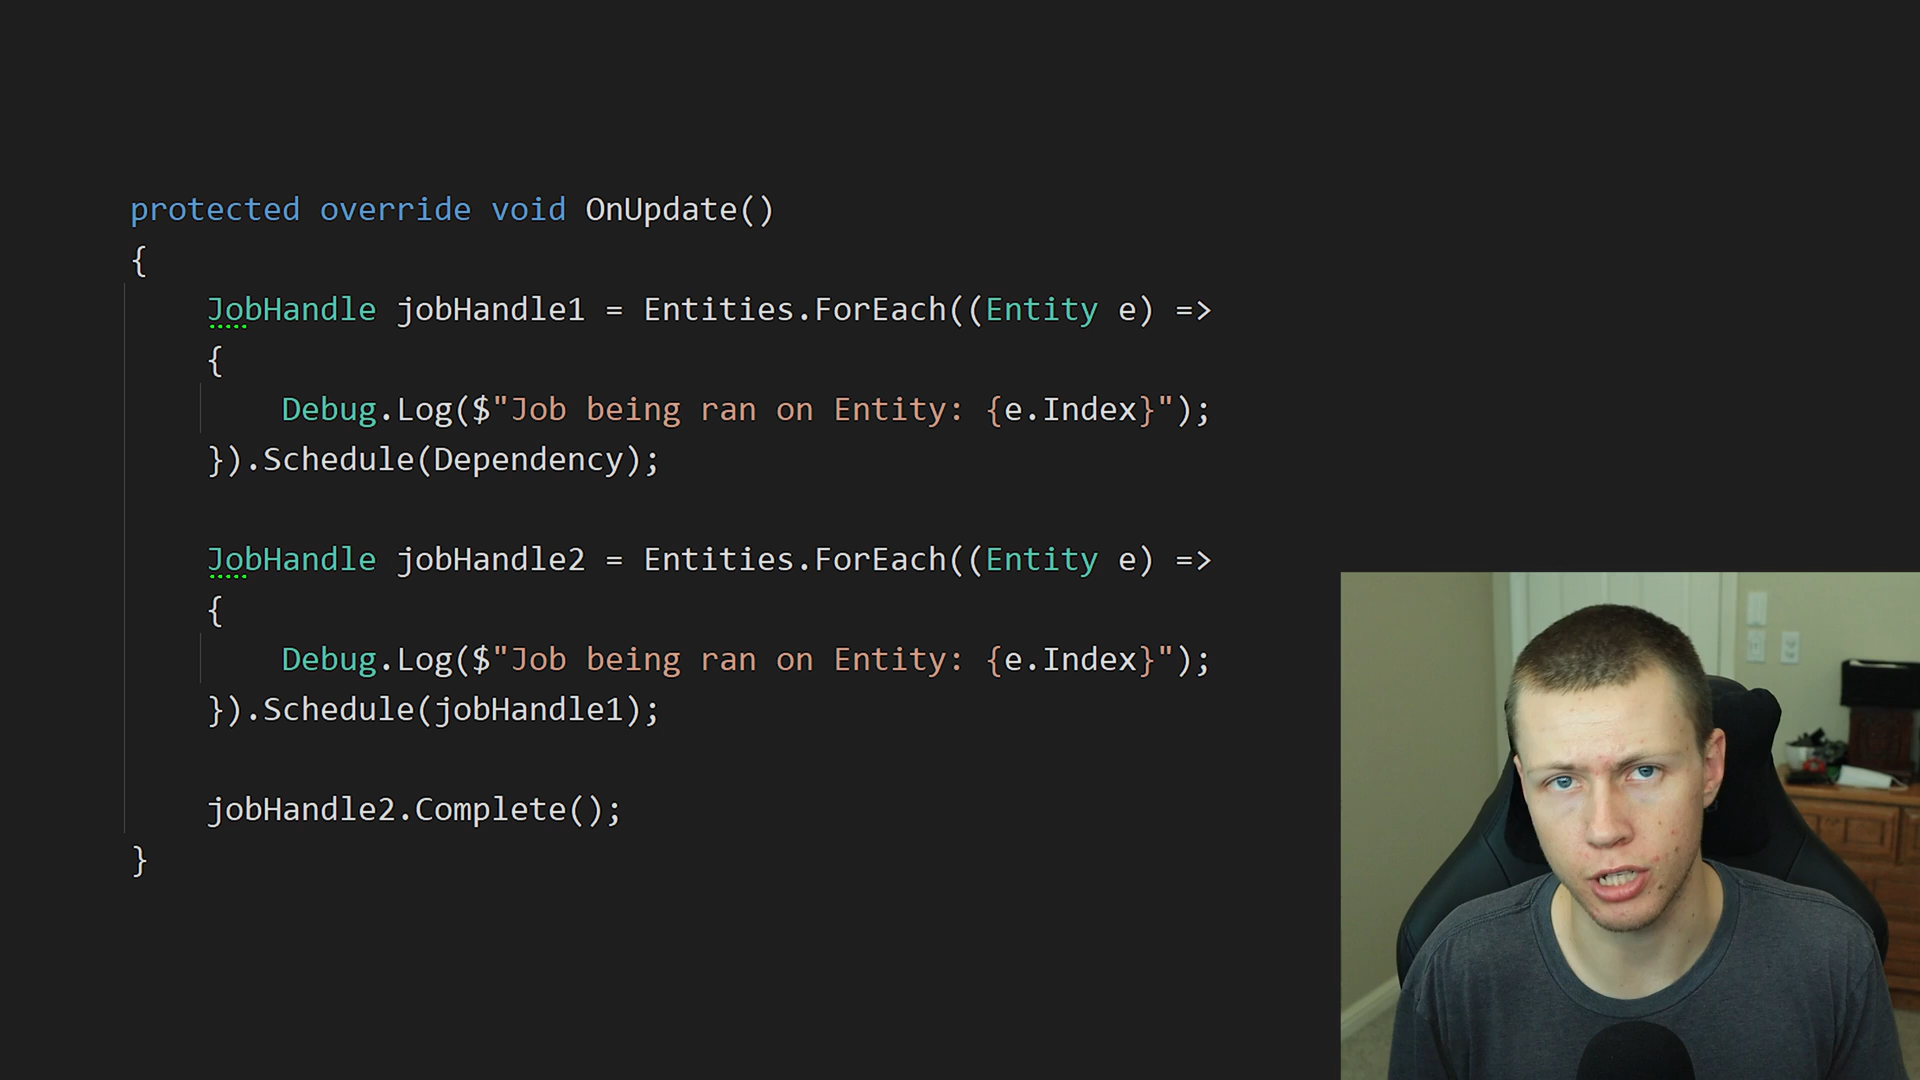 protected override void OnUpdate()
{
JobHandle jobHandle1 = Entities.ForEach((Entity e) =>
{
Debug.Log($"Job being ran on Entity: {e.Index}");
}).Schedule(Dependency);
JobHandle jobHandle2 = Entities.ForEach((Entity e) =>
{
Debug.Log($"Job being ran on Entity: {e.Index}");
}).Schedule(jobHandle1);
jobHandle2.Complete();
}